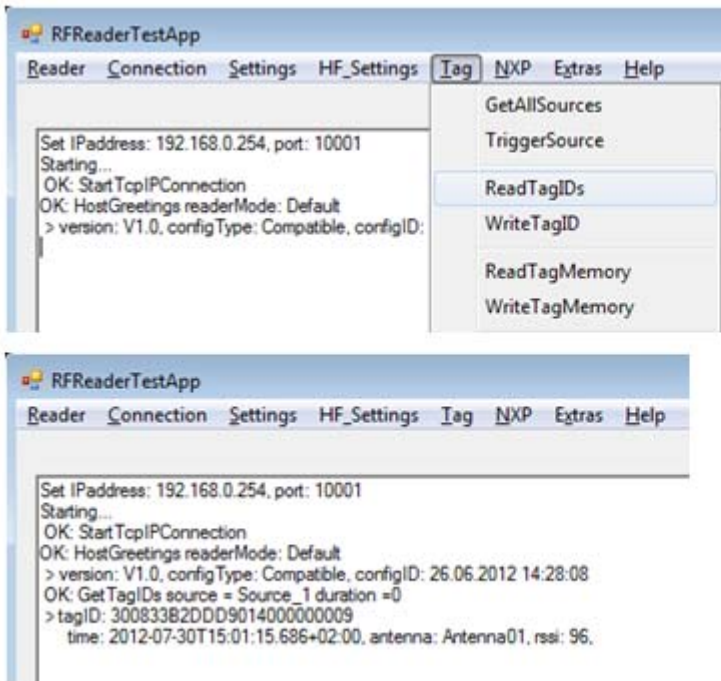 RFReaderTestApp
Reader Connection Settings HF_Settings Tag NXP Extras Help
GetAllSources
TriggerSource
ReadTagIDs
WriteTagID
ReadTagMemory
WriteTagMemory
Set IPaddress: 192.168.0.254, port: 10001
Starting...
OK: StartTcpIPConnection
OK: HostGreetings readerMode: Default
> version: V1.0, configType: Compatible, configID:
RFReaderTestApp
Reader Connection Settings HF_Settings Tag NXP Extras Help
Set IPaddress: 192.168.0.254, port: 10001
Starting...
OK: StartTcpIPConnection
OK: HostGreetings readerMode: Default
> version: V1.0, configType: Compatible, configID: 26.06.2012 14:28:08
OK: GetTagIDs source = Source_1 duration =0
> tagID: 300833B2DDD9014000000009
time: 2012-07-30T15:01:15.686+02:00, antenna: Antenna01, rssi: 96,